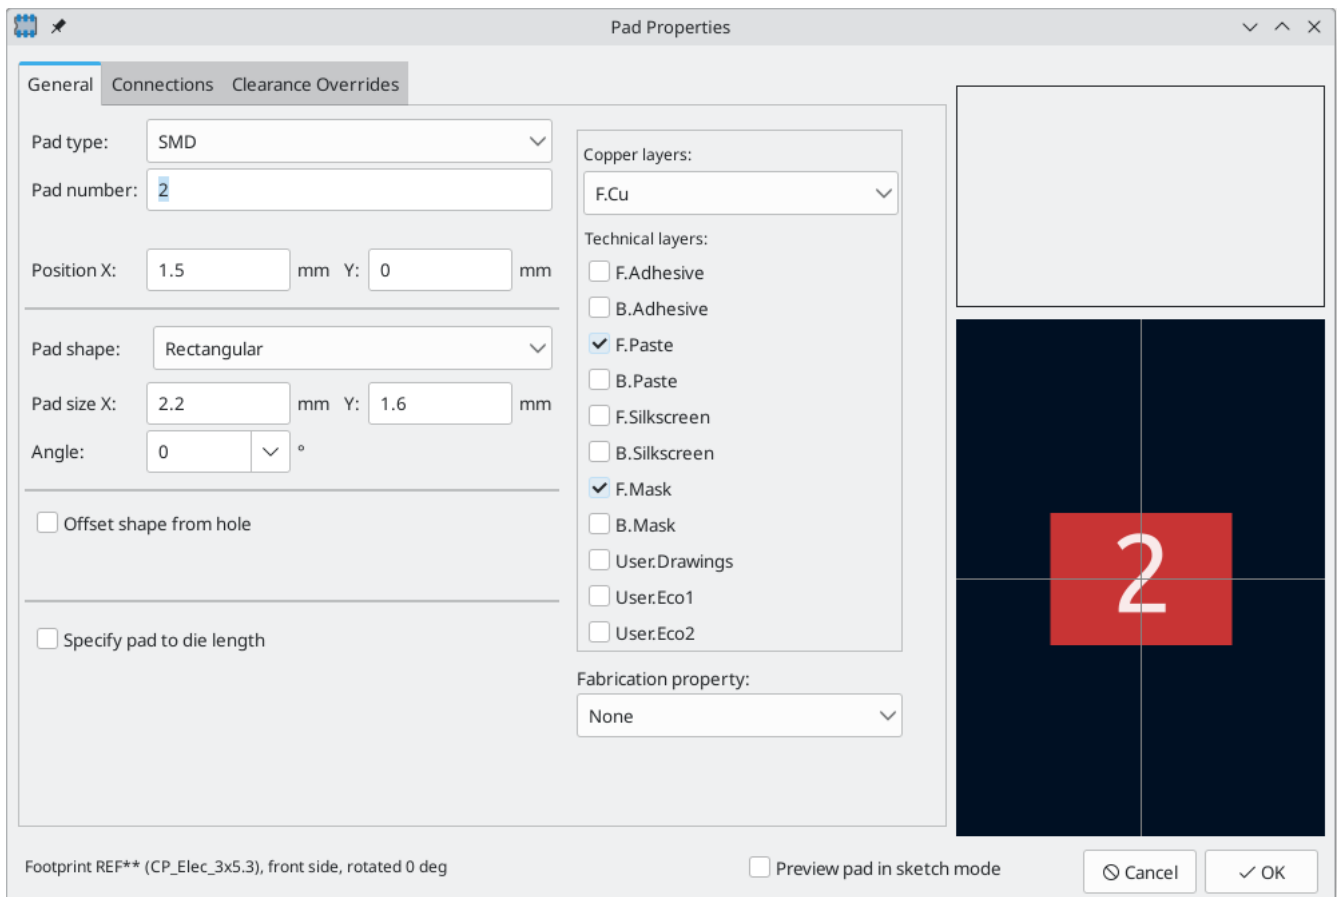 Pad Properties
General Connections Clearance Overrides
Pad type: SMD
Pad number: 2
Position X: 1.5 mm Y: 0 mm
Pad shape: Rectangular
Pad size X: 2.2 mm Y: 1.6 mm
Angle: 0 °
Offset shape from hole
Specify pad to die length
Copper layers:
F.Cu
Technical layers:
F.Adhesive
B.Adhesive
F.Paste
B.Paste
F.Silkscreen
B.Silkscreen
F.Mask
B.Mask
User.Drawings
User.Eco1
User.Eco2
Fabrication property:
None
2
Footprint REF** (CP_Elec_3x5.3), front side, rotated 0 deg
Preview pad in sketch mode
Cancel
OK